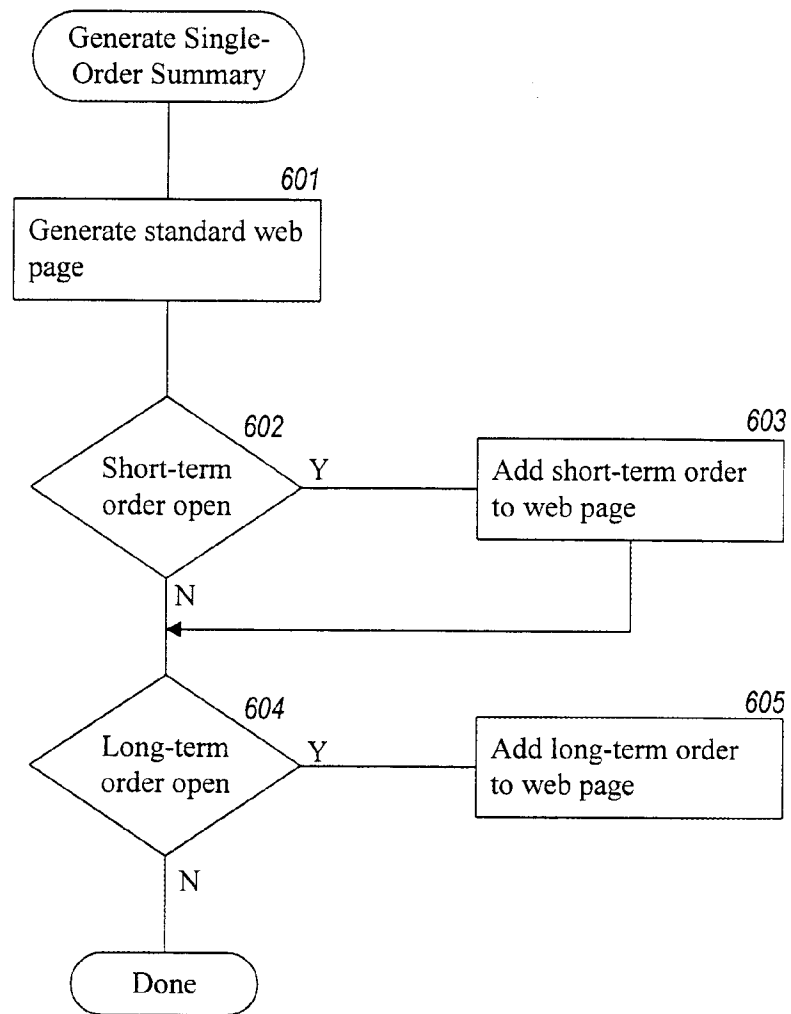 Generate Single-
Order Summary
601
Generate standard web
page
602
Short-term
order open
Y
603
Add short-term order
to web page
N
604
Long-term
order open
Y
605
Add long-term order
to web page
N
Done